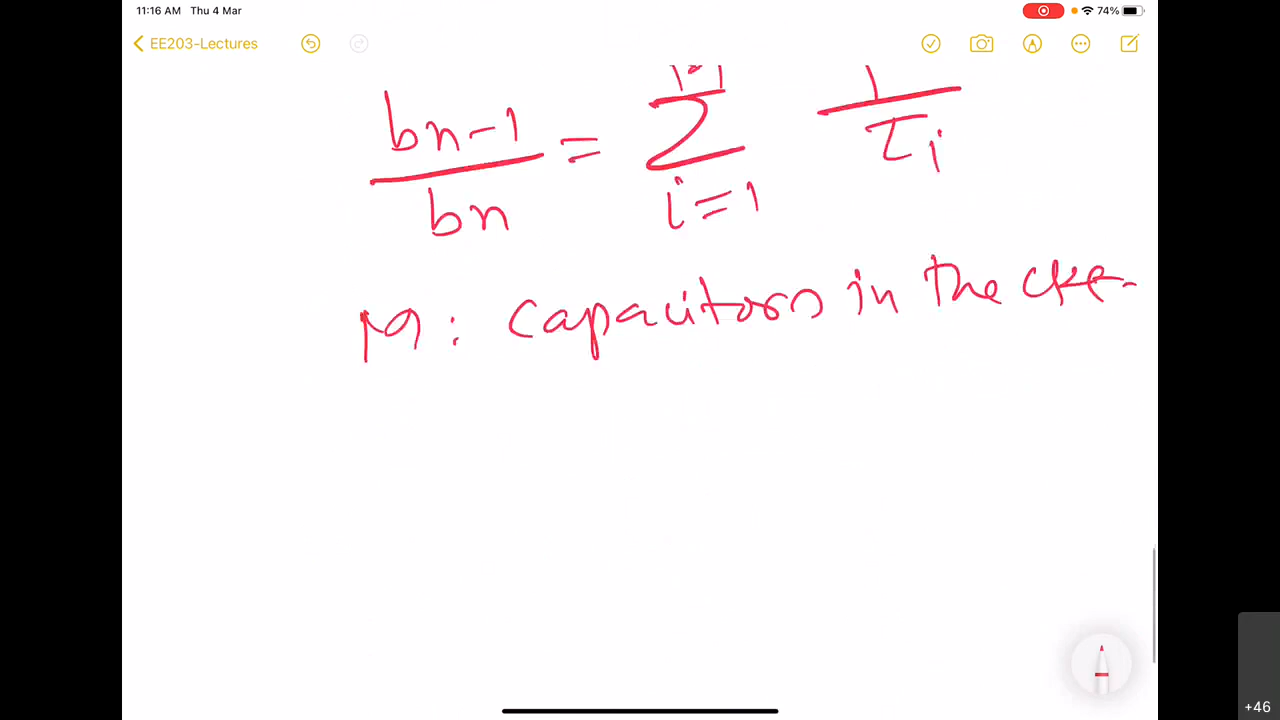 11:16 AM Thu 4 Mar 74%
EE203-Lectures
bn-1 / bn = Σ i=1 1 / τi
M : capacitors in the ckt.
+46